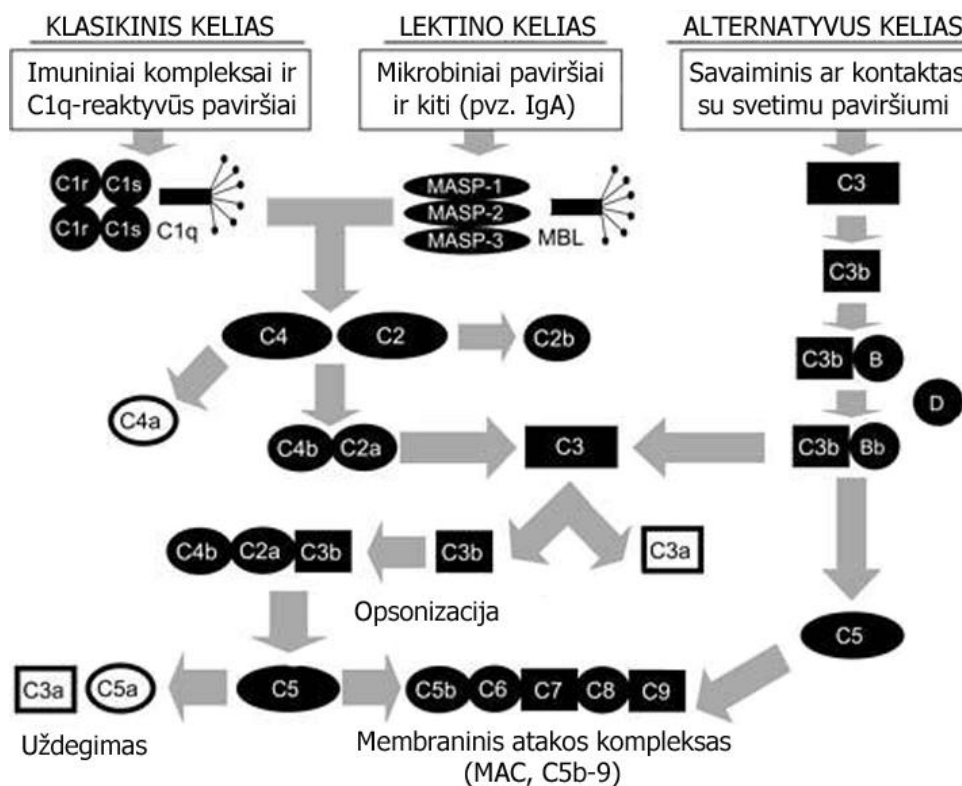 KLASIKINIS KELIAS
LEKTINO KELIAS
ALTERNATYVUS KELIAS
Imuniniai kompleksai ir
C1q-reaktyvūs paviršiai
Mikrobiniai paviršiai
ir kiti (pvz. IgA)
Savaiminis ar kontaktas
su svetimu paviršiumi
C1r C1s
C1r C1s
C1q
MASP-1
MASP-2
MASP-3
MBL
C3
C3b
C4 C2
C2b
C3b B
D
C4a
C4b C2a
C3
C3b Bb
C4b C2a C3b
C3b
C3a
Opsonizacija
C5
C3a C5a
C5
C5b C6 C7 C8 C9
Uždegimas
Membraninis atakos kompleksas
(MAC, C5b-9)